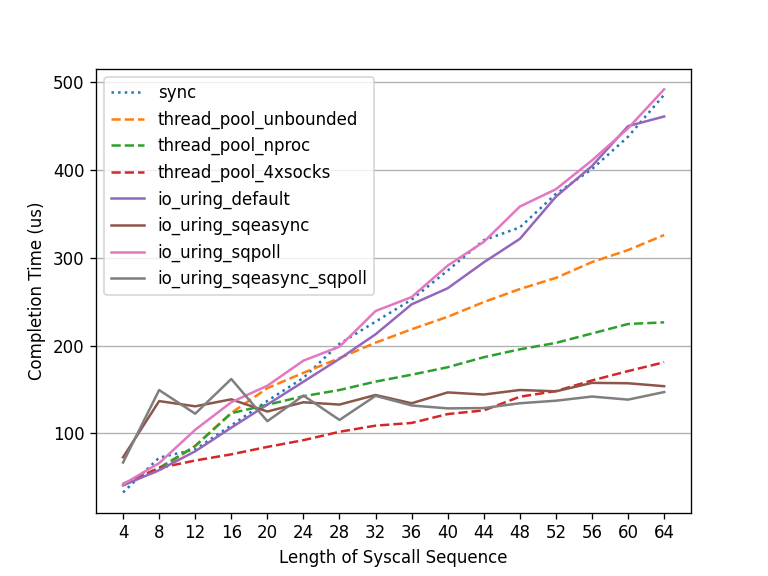 500
400
300
200
100
Completion Time (us)
sync
thread_pool_unbounded
thread_pool_nproc
thread_pool_4xsocks
io_uring_default
io_uring_sqeasync
io_uring_sqpoll
io_uring_sqeasync_sqpoll
4 8 12 16 20 24 28 32 36 40 44 48 52 56 60 64
Length of Syscall Sequence